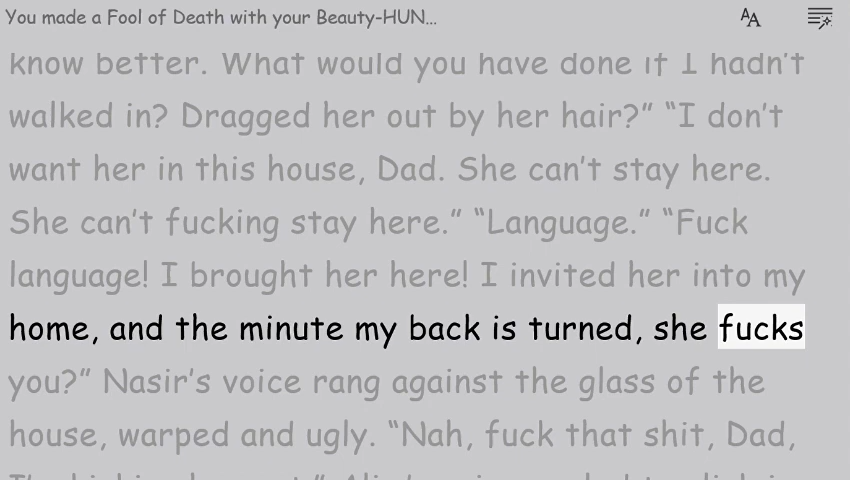 You made a Fool of Death with your Beauty-HUN...
know better. What would you have done if I hadn't
walked in? Dragged her out by her hair?” “I don't
want her in this house, Dad. She can't stay here.
She can't fucking stay here.” “Language.” “Fuck
language! I brought her here! I invited her into my
home, and the minute my back is turned, she fucks
you?” Nasir's voice rang against the glass of the
house, warped and ugly. “Nah, fuck that shit, Dad,